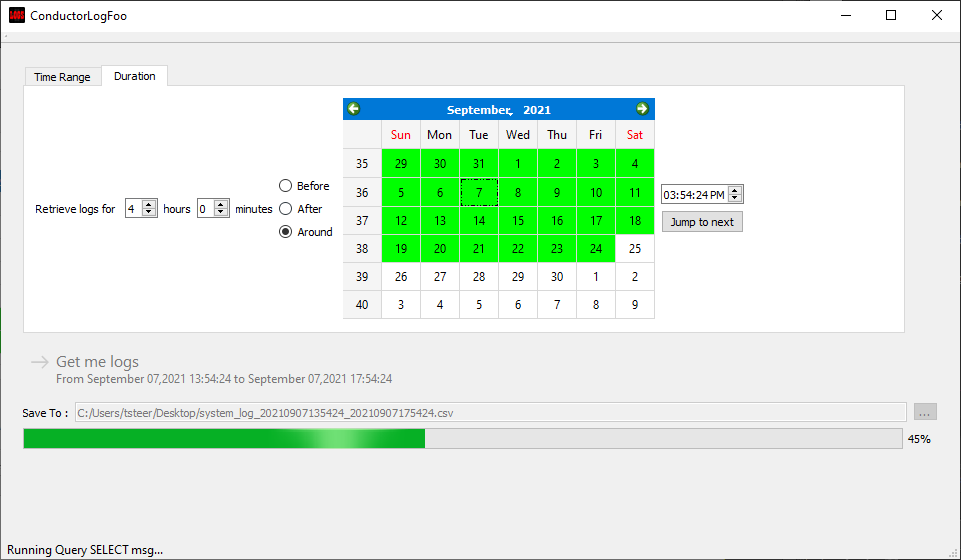 ConductorLogFoo
Time Range Duration
September, 2021
Sun Mon Tue Wed Thu Fri Sat
35 29 30 31 1 2 3 4
36 5 6 7 8 9 10 11
37 12 13 14 15 16 17 18
38 19 20 21 22 23 24 25
39 26 27 28 29 30 1 2
40 3 4 5 6 7 8 9
Retrieve logs for 4 hours 0 minutes
Before
After
Around
03:54:24 PM
Jump to next
Get me logs
From September 07,2021 13:54:24 to September 07,2021 17:54:24
Save To : C:/Users/tsteer/Desktop/system_log_20210907135424_20210907175424.csv ...
45%
Running Query SELECT msg...